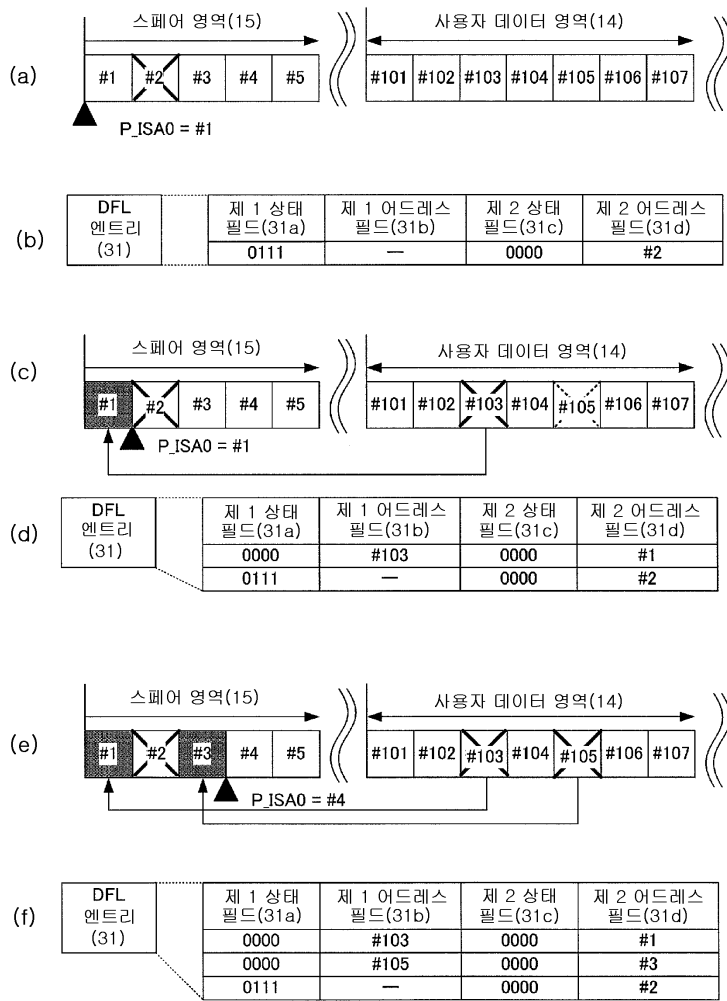 스페어 영역(15) 사용자 데이터 영역(14)
(a) #1 #2 #3 #4 #5 #101 #102 #103 #104 #105 #106 #107
P_ISA0 = #1
(b) DFL 엔트리 (31) 제 1 상태 필드(31a) 제 1 어드레스 필드(31b) 제 2 상태 필드(31c) 제 2 어드레스 필드(31d)
0111 — 0000 #2
스페어 영역(15) 사용자 데이터 영역(14)
(c) #1 #2 #3 #4 #5 #101 #102 #103 #104 #105 #106 #107
P_ISA0 = #1
(d) DFL 엔트리 (31) 제 1 상태 필드(31a) 제 1 어드레스 필드(31b) 제 2 상태 필드(31c) 제 2 어드레스 필드(31d)
0000 #103 0000 #1
0111 — 0000 #2
스페어 영역(15) 사용자 데이터 영역(14)
(e) #1 #2 #3 #4 #5 #101 #102 #103 #104 #105 #106 #107
P_ISA0 = #4
(f) DFL 엔트리 (31) 제 1 상태 필드(31a) 제 1 어드레스 필드(31b) 제 2 상태 필드(31c) 제 2 어드레스 필드(31d)
0000 #103 0000 #1
0000 #105 0000 #3
0111 — 0000 #2